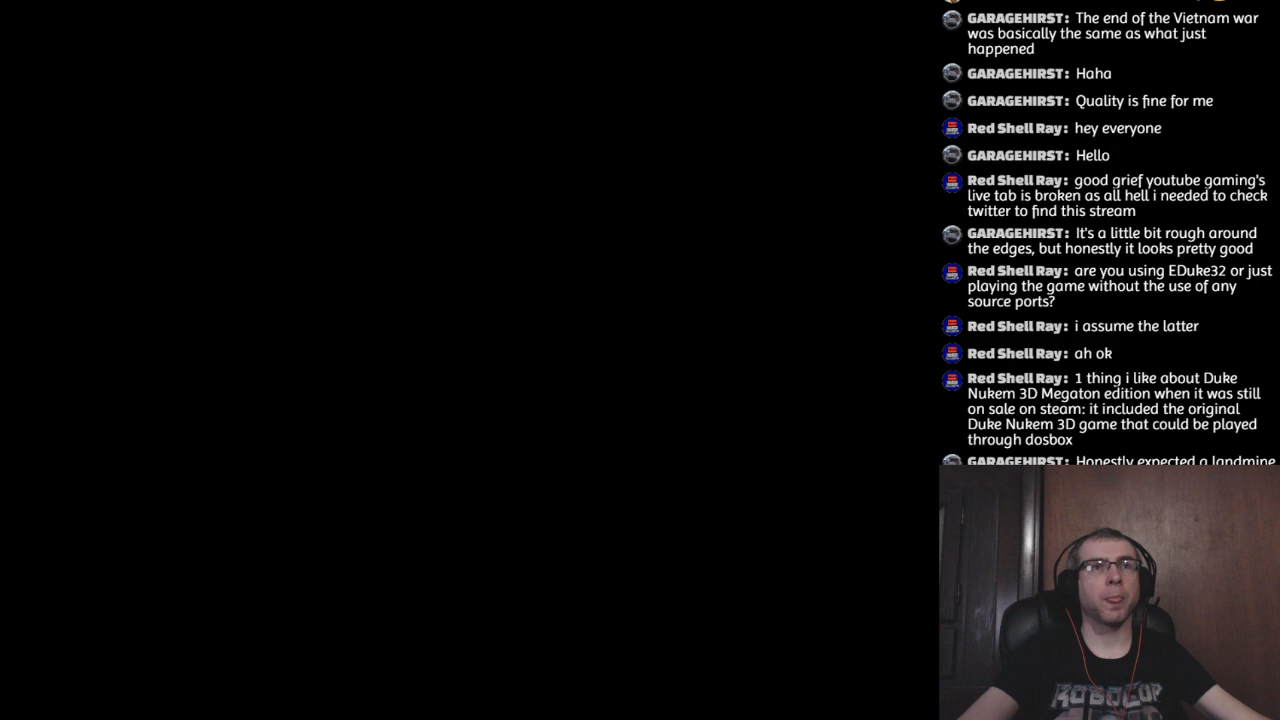 GARAGEHIRST: The end of the Vietnam war
was basically the same as what just
happened
GARAGEHIRST: Haha
GARAGEHIRST: Quality is fine for me
Red Shell Ray: hey everyone
GARAGEHIRST: Hello
Red Shell Ray: good grief youtube gaming's
live tab is broken as all hell i needed to check
twitter to find this stream
GARAGEHIRST: It's a little bit rough around
the edges, but honestly it looks pretty good
Red Shell Ray: are you using EDuke32 or just
playing the game without the use of any
source ports?
Red Shell Ray: i assume the latter
Red Shell Ray: ah ok
Red Shell Ray: 1 thing i like about Duke
Nukem 3D Megaton edition when it was still
on sale on steam: it included the original
Duke Nukem 3D game that could be played
through dosbox
GARAGEHIRST: Honestly expected a landmine
ROBOCOP